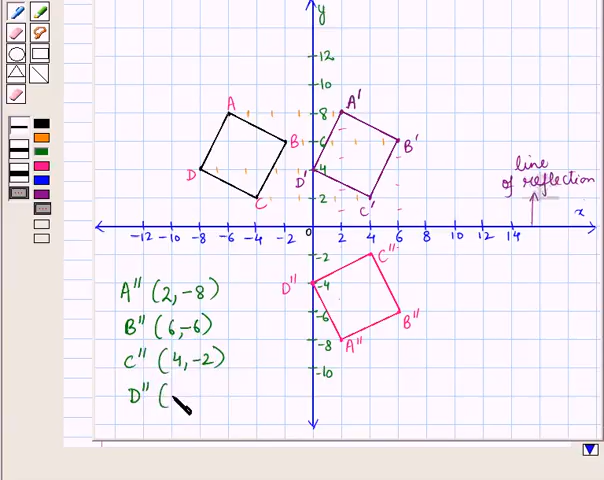 y
12
10
A
8
A'
B
6
B'
D
4
D'
C
2
C'
line
of reflection
x
-12 -10 -8 -6 -4 -2 0 2 4 6 8 10 12 14
-2
C''
D''
-4
-6
B''
-8
A''
-10
A'' (2, -8)
B'' (6, -6)
C'' (4, -2)
D'' (